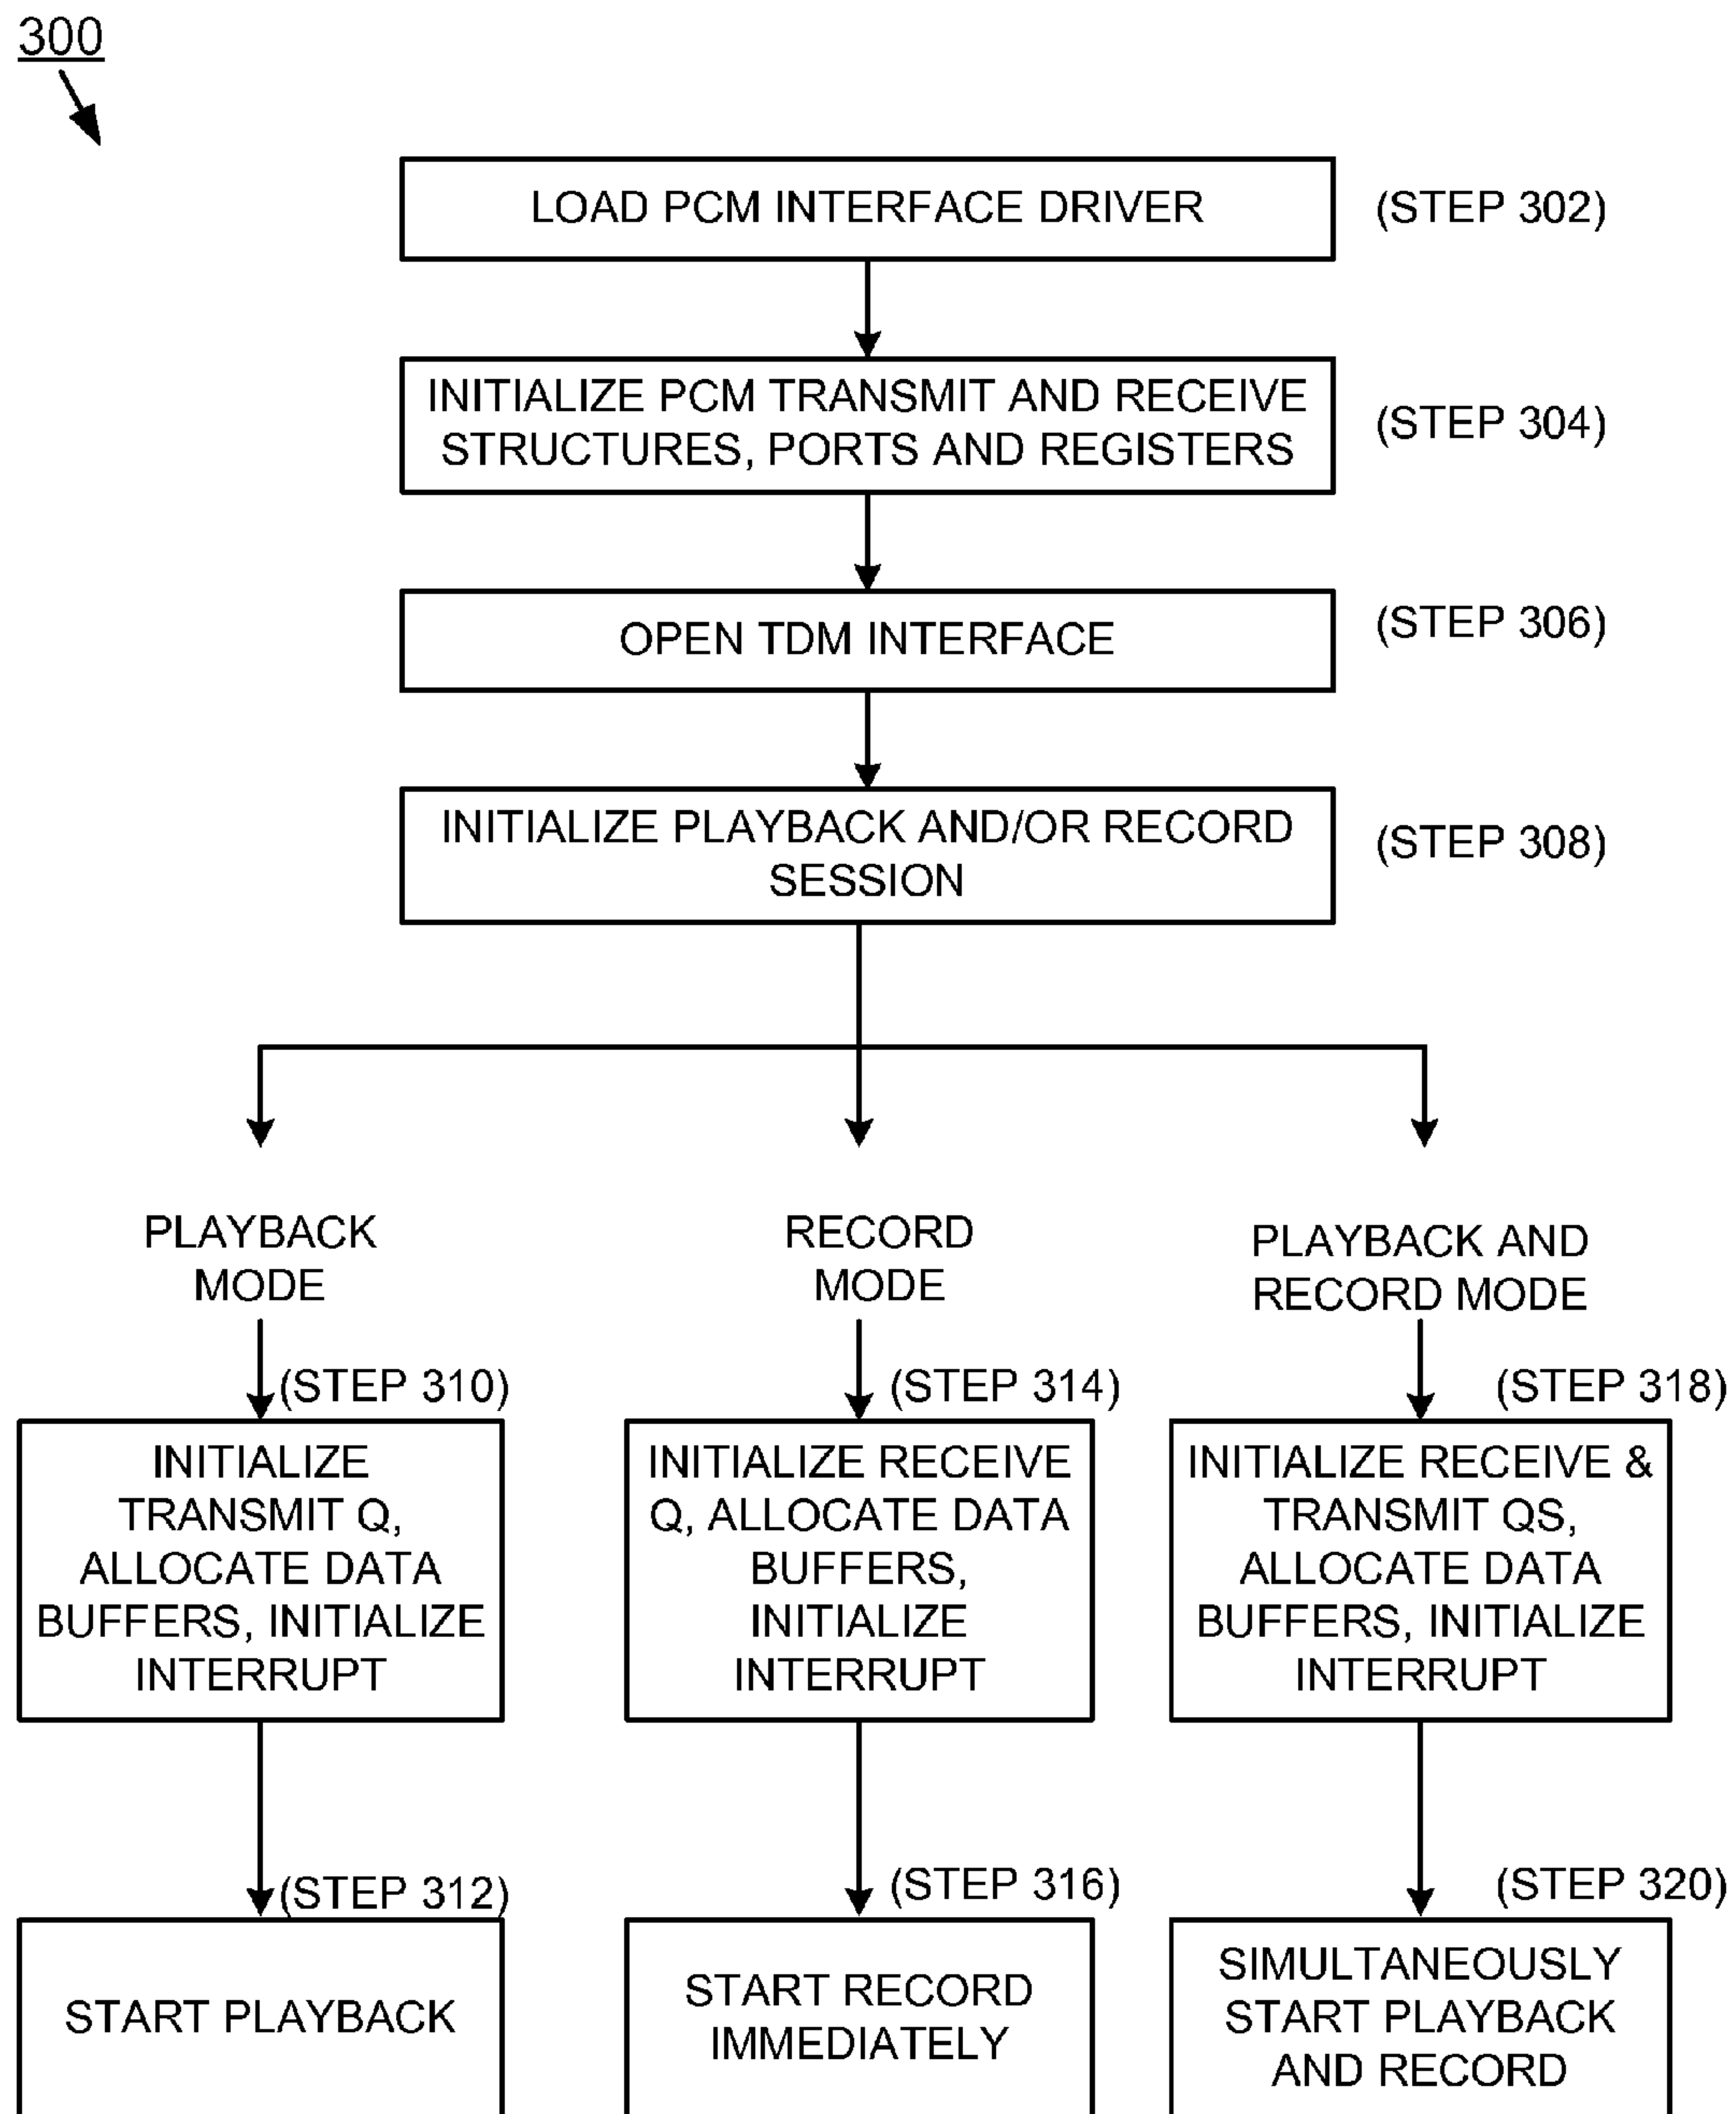 300
LOAD PCM INTERFACE DRIVER
(STEP 302)
INITIALIZE PCM TRANSMIT AND RECEIVE
STRUCTURES, PORTS AND REGISTERS
(STEP 304)
OPEN TDM INTERFACE
(STEP 306)
INITIALIZE PLAYBACK AND/OR RECORD
SESSION
(STEP 308)
PLAYBACK
MODE
(STEP 310)
INITIALIZE
TRANSMIT Q,
ALLOCATE DATA
BUFFERS, INITIALIZE
INTERRUPT
(STEP 312)
START PLAYBACK
RECORD
MODE
(STEP 314)
INITIALIZE RECEIVE
Q, ALLOCATE DATA
BUFFERS,
INITIALIZE
INTERRUPT
(STEP 316)
START RECORD
IMMEDIATELY
PLAYBACK AND
RECORD MODE
(STEP 318)
INITIALIZE RECEIVE &
TRANSMIT QS,
ALLOCATE DATA
BUFFERS, INITIALIZE
INTERRUPT
(STEP 320)
SIMULTANEOUSLY
START PLAYBACK
AND RECORD